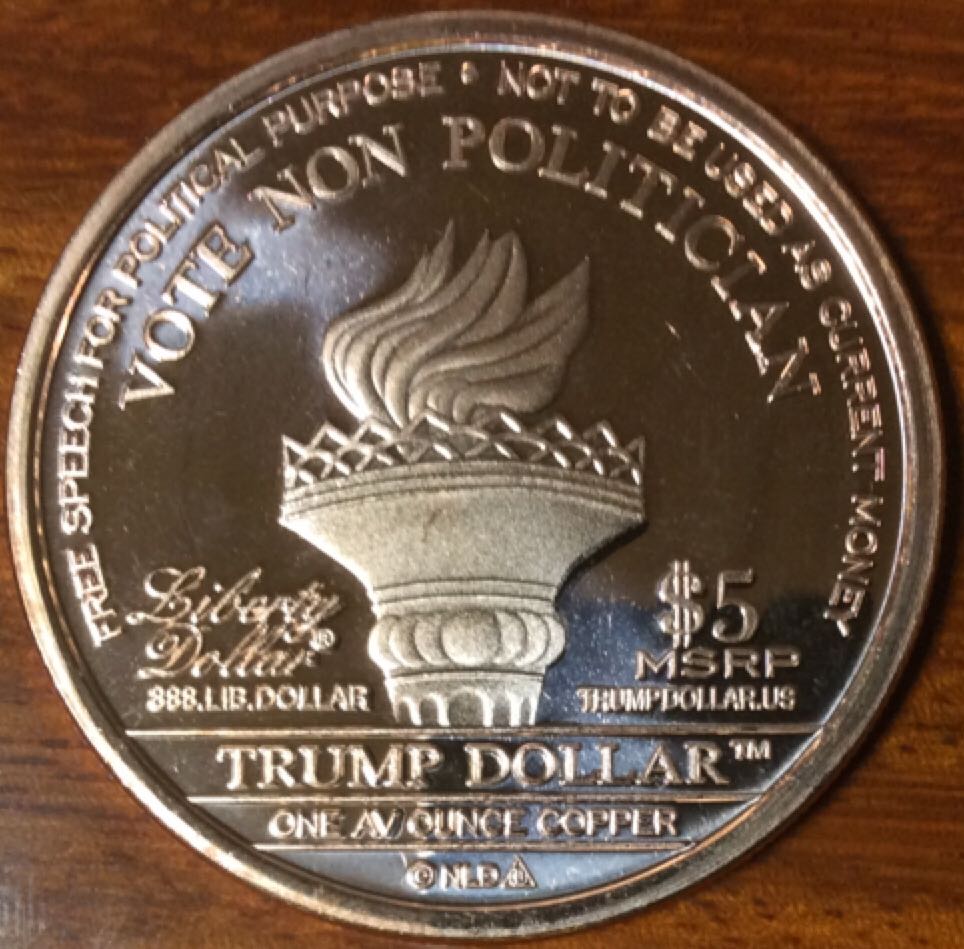 FREE SPEECH FOR POLITICAL PURPOSE • NOT TO BE USED AS CURRENT MONEY
VOTE NON POLITICIAN
Liberty
Dollar®
888.LIB.DOLLAR
$5
MSRP
TRUMPDOLLAR.US
TRUMP DOLLAR™
ONE AV OUNCE COPPER
© NLD